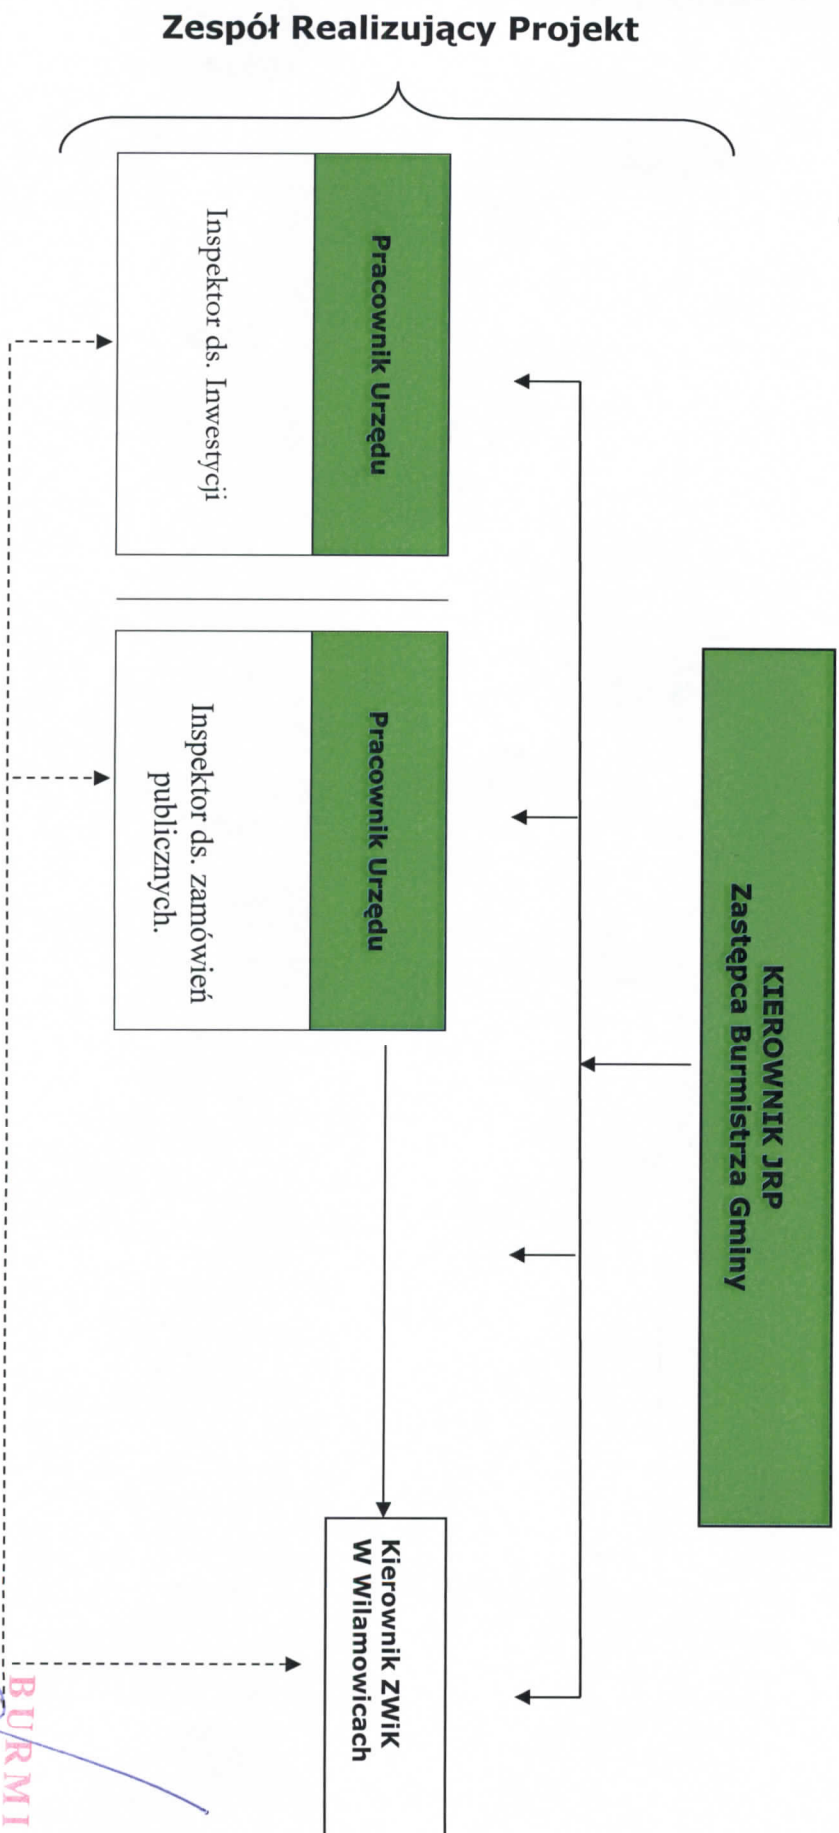 Zespół Realizujący Projekt
KIEROWNIK JRP
Zastępca Burmistrza Gminy
Pracownik Urzędu
Inspektor ds. Inwestycji
Pracownik Urzędu
Inspektor ds. zamówień
publicznych.
Kierownik ZWiK
W Wilamowicach
BURMI